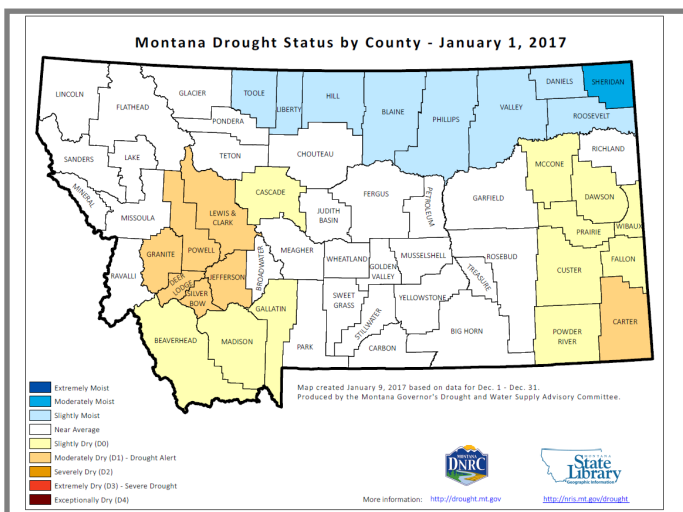 Montana Drought Status by County - January 1, 2017
LINCOLN
FLATHEAD
GLACIER
TOOLE
LIBERTY
HILL
BLAINE
PHILLIPS
VALLEY
DANIELS
SHERIDAN
ROOSEVELT
PONDERA
SANDERS
LAKE
TETON
CHOUTEAU
RICHLAND
MCCONE
MINERAL
MISSOULA
LEWIS &
CLARK
CASCADE
JUDITH
BASIN
FERGUS
PETROLEUM
GARFIELD
DAWSON
PRAIRIE
WIBAUX
RAVALLI
GRANITE
POWELL
DEER
LODGE
SILVER
BOW
JEFFERSON
BROADWATER
MEAGHER
WHEATLAND
GOLDEN
VALLEY
MUSSELSHELL
TREASURE
ROSEBUD
CUSTER
FALLON
BEAVERHEAD
MADISON
GALLATIN
PARK
SWEET
GRASS
STILLWATER
YELLOWSTONE
CARBON
BIG HORN
POWDER
RIVER
CARTER
Map created January 9, 2017 based on data for Dec. 1 - Dec. 31.
Produced by the Montana Governor's Drought and Water Supply Advisory Committee.
Extremely Moist
Moderately Moist
Slightly Moist
Near Average
Slightly Dry (D0)
Moderately Dry (D1) - Drought Alert
Severely Dry (D2)
Extremely Dry (D3) - Severe Drought
Exceptionally Dry (D4)
MONTANA
DNRC
MONTANA
State
Library
Geographic Information
More information: http://drought.mt.gov
http://nris.mt.gov/drought